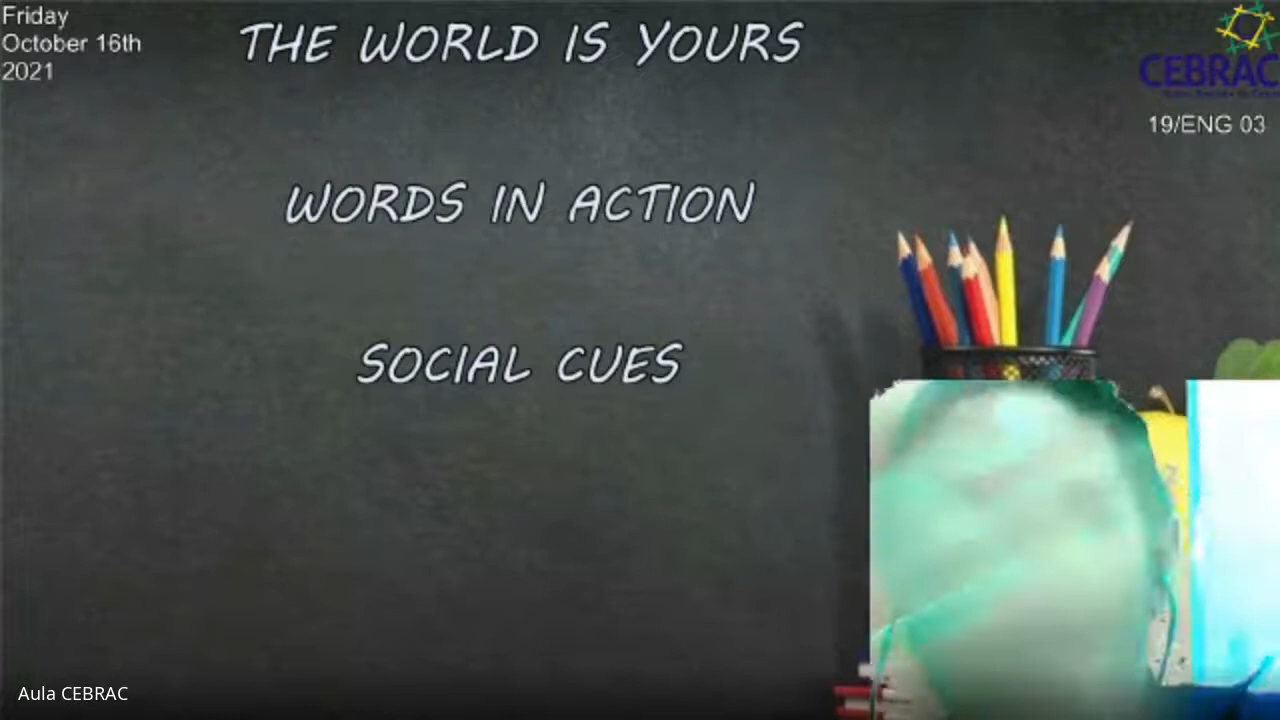 Friday
October 16th
2021
THE WORLD IS YOURS
CEBRAC
19/ENG 03
WORDS IN ACTION
SOCIAL CUES
Aula CEBRAC